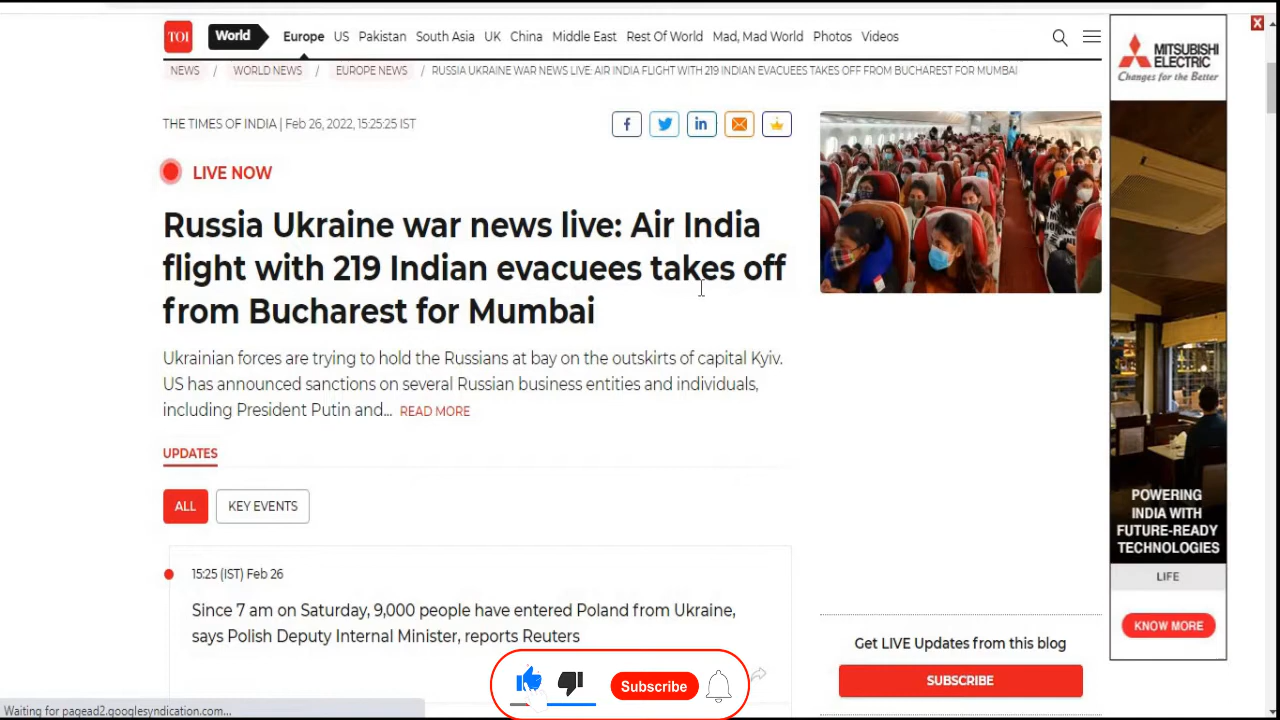 TOI
World
Europe US Pakistan South Asia UK China Middle East Rest Of World Mad, Mad World Photos Videos
NEWS / WORLD NEWS / EUROPE NEWS / RUSSIA UKRAINE WAR NEWS LIVE: AIR INDIA FLIGHT WITH 219 INDIAN EVACUEES TAKES OFF FROM BUCHAREST FOR MUMBAI
THE TIMES OF INDIA | Feb 26, 2022, 15:25:25 IST
LIVE NOW
Russia Ukraine war news live: Air India
flight with 219 Indian evacuees takes off
from Bucharest for Mumbai
Ukrainian forces are trying to hold the Russians at bay on the outskirts of capital Kyiv.
US has announced sanctions on several Russian business entities and individuals,
including President Putin and... READ MORE
UPDATES
ALL
KEY EVENTS
15:25 (IST) Feb 26
Since 7 am on Saturday, 9,000 people have entered Poland from Ukraine,
says Polish Deputy Internal Minister, reports Reuters
Get LIVE Updates from this blog
SUBSCRIBE
Subscribe
MITSUBISHI
ELECTRIC
Changes for the Better
POWERING
INDIA WITH
FUTURE-READY
TECHNOLOGIES
LIFE
KNOW MORE
Waiting for pagead2.googlesyndication.com...